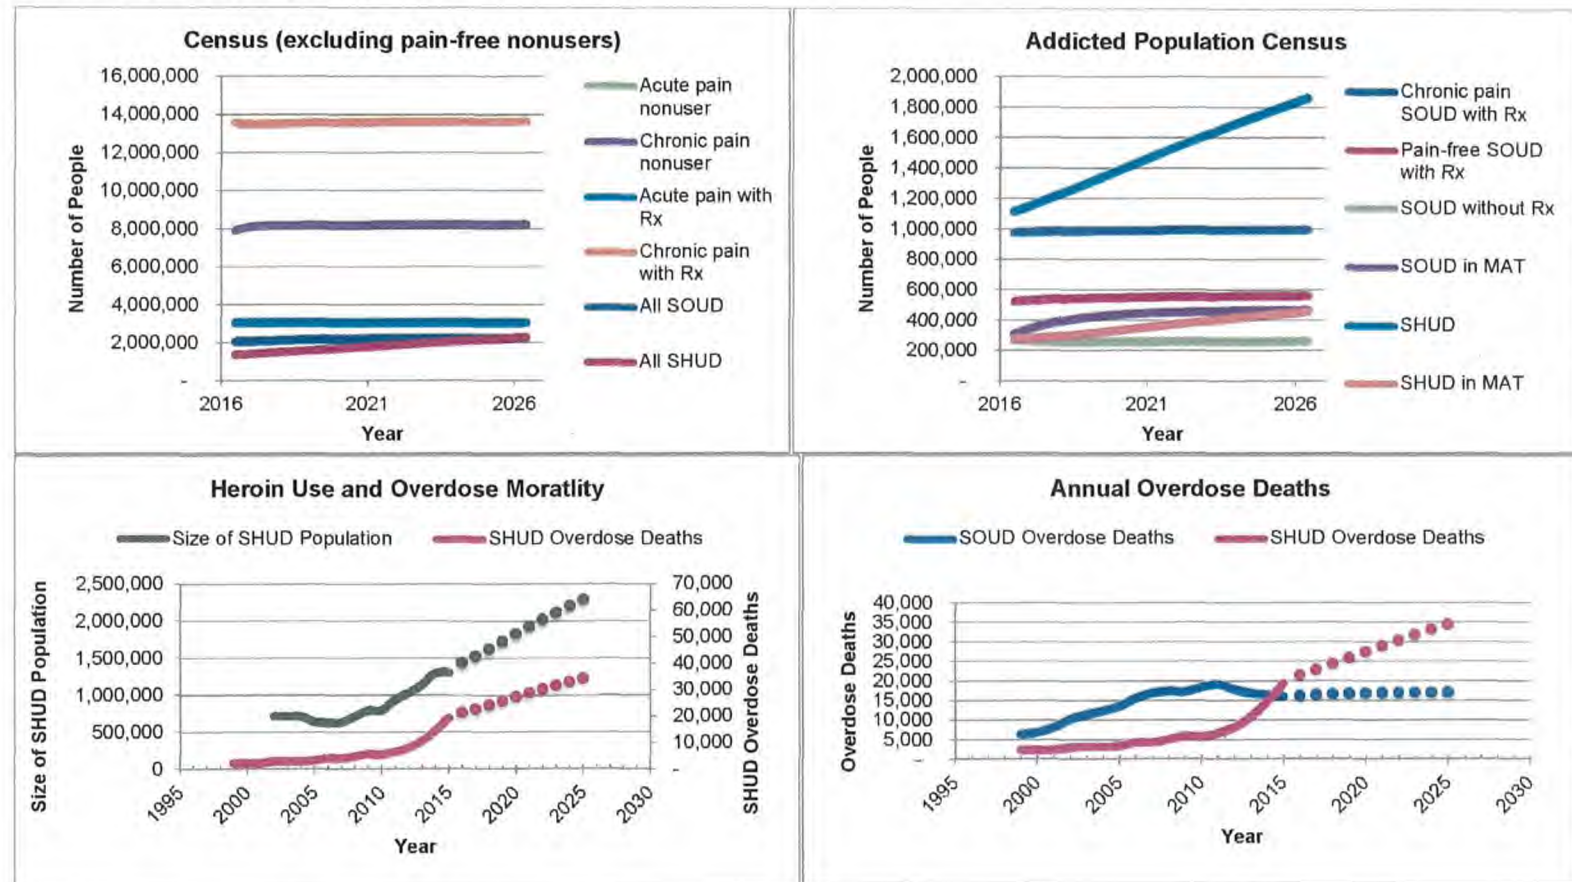 Census (excluding pain-free nonusers)
Number of People
16,000,000
14,000,000
12,000,000
10,000,000
8,000,000
6,000,000
4,000,000
2,000,000
-
2016
2021
2026
Year
Acute pain
nonuser
Chronic pain
nonuser
Acute pain with
Rx
Chronic pain
with Rx
All SOUD
All SHUD
Addicted Population Census
Number of People
2,000,000
1,800,000
1,600,000
1,400,000
1,200,000
1,000,000
800,000
600,000
400,000
200,000
-
2016
2021
2026
Year
Chronic pain
SOUD with Rx
Pain-free SOUD
with Rx
SOUD without Rx
SOUD in MAT
SHUD
SHUD in MAT
Heroin Use and Overdose Moratlity
Size of SHUD Population
SHUD Overdose Deaths
Size of SHUD Population
2,500,000
2,000,000
1,500,000
1,000,000
500,000
0
70,000
60,000
50,000
40,000
30,000
20,000
10,000
-
SHUD Overdose Deaths
1995
2000
2005
2010
2015
2020
2025
2030
Year
Annual Overdose Deaths
SOUD Overdose Deaths
SHUD Overdose Deaths
Overdose Deaths
40,000
35,000
30,000
25,000
20,000
15,000
10,000
5,000
-
1995
2000
2005
2010
2015
2020
2025
2030
Year